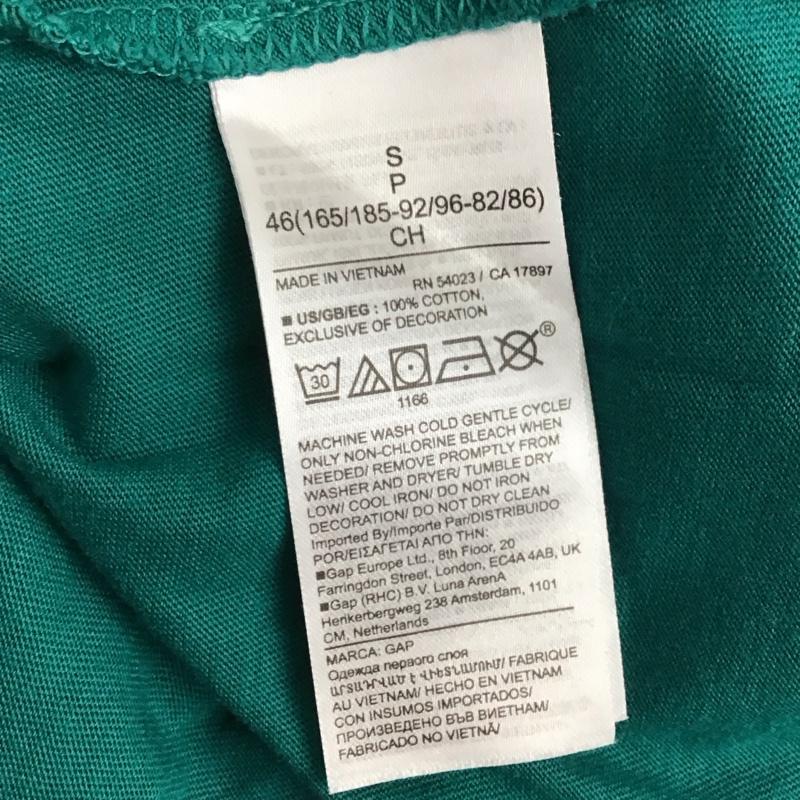 S
P
46(165/185-92/96-82/86)
CH
MADE IN VIETNAM
RN 54023 / CA 17897
■ US/GB/EG : 100% COTTON,
EXCLUSIVE OF DECORATION
30
®
1166
MACHINE WASH COLD GENTLE CYCLE/
ONLY NON-CHLORINE BLEACH WHEN
NEEDED/ REMOVE PROMPTLY FROM
WASHER AND DRYER/ TUMBLE DRY
LOW/ COOL IRON/ DO NOT IRON
DECORATION/ DO NOT DRY CLEAN
Imported By/Importe Par/DISTRIBUIDO
POR/ΕΙΣΑΓΕΤΑΙ ΑΠΟ ΤΗΝ:
■Gap Europe Ltd., 8th Floor, 20
Farringdon Street, London, EC4A 4AB, UK
■Gap (RHC) B.V. Luna ArenA
Herikerbergweg 238 Amsterdam, 1101
CM, Netherlands
MARCA: GAP
Одежда первого слоя
ԱՐՏԱԴՐՎԱԾ Է ՎԻԵՏՆԱՄՈՒՄ/ FABRIQUE
AU VIETNAM/ HECHO EN VIETNAM
CON INSUMOS IMPORTADOS/
ПРОИЗВЕДЕНО ВЪВ ВИЕТНАМ/
FABRICADO NO VIETNÃ/